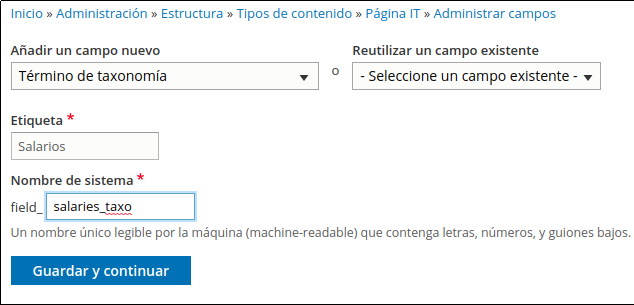 Inicio » Administración » Estructura » Tipos de contenido » Página IT » Administrar campos
Añadir un campo nuevo
Reutilizar un campo existente
Término de taxonomía
o
- Seleccione un campo existente -
Etiqueta *
Salarios
Nombre de sistema *
field_ salaries_taxo
Un nombre único legible por la máquina (machine-readable) que contenga letras, números, y guiones bajos.
Guardar y continuar